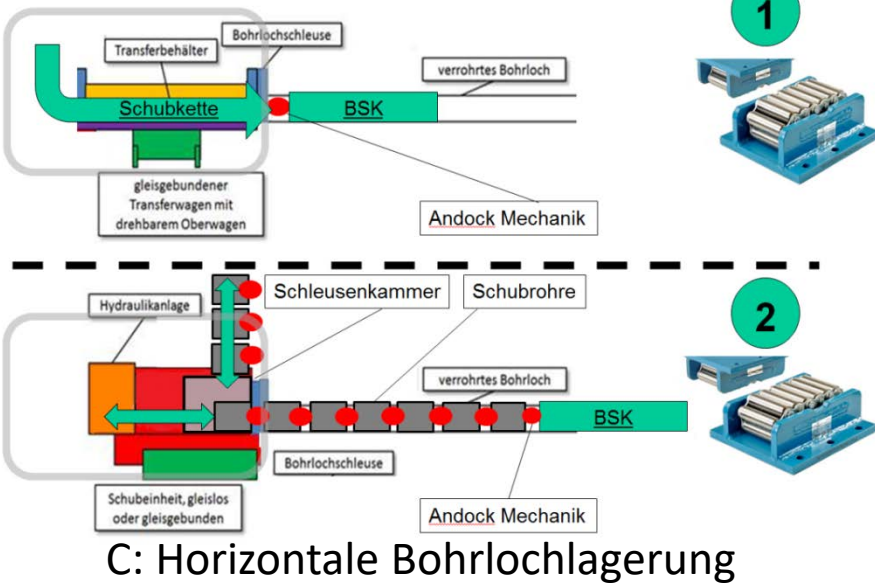 1
Bohrlochschleuse
Transferbehälter
verrohrtes Bohrloch
Schubkette
BSK
gleisgebundener
Transferwagen mit
drehbarem Oberwagen
Andock Mechanik
Schleusenkammer
Schubrohre
Hydraulikanlage
2
verrohrtes Bohrloch
BSK
Bohrlochschleuse
Schubeinheit, gleislos
oder gleisgebunden
Andock Mechanik
C: Horizontale Bohrlochlagerung